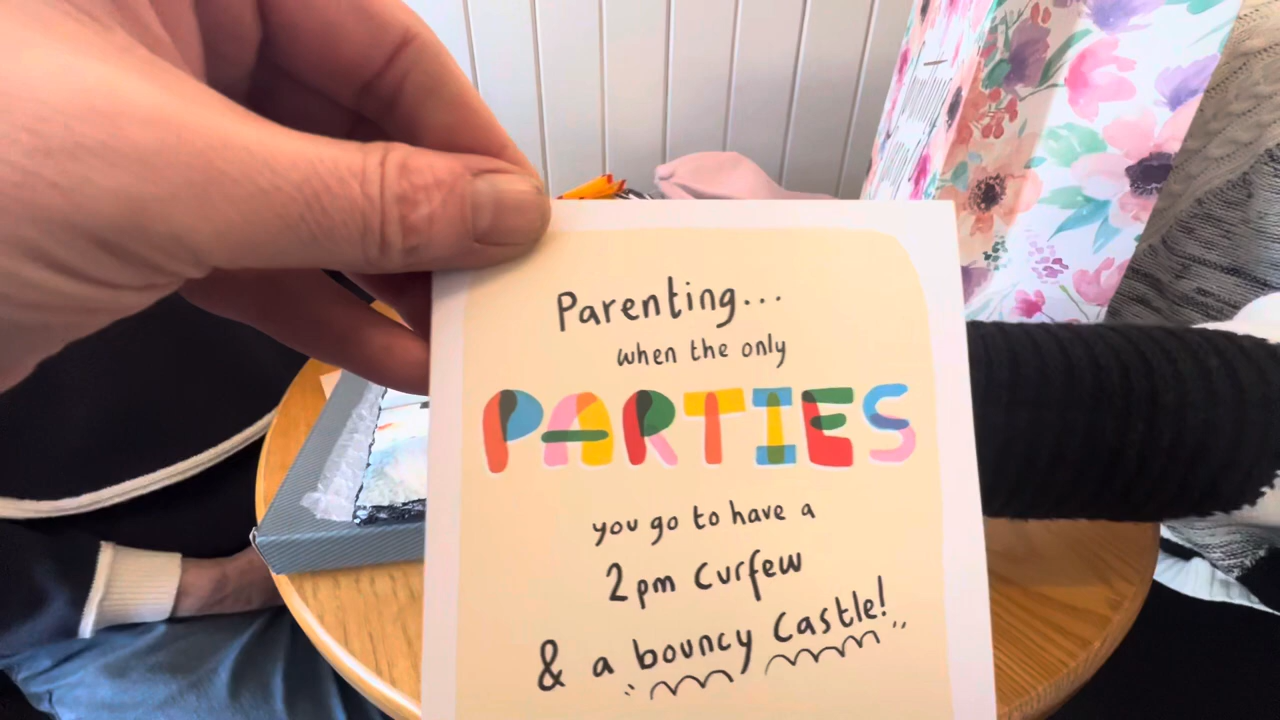 Parenting...
when the only
PARTIES
you go to have a
2pm Curfew
& a bouncy Castle!